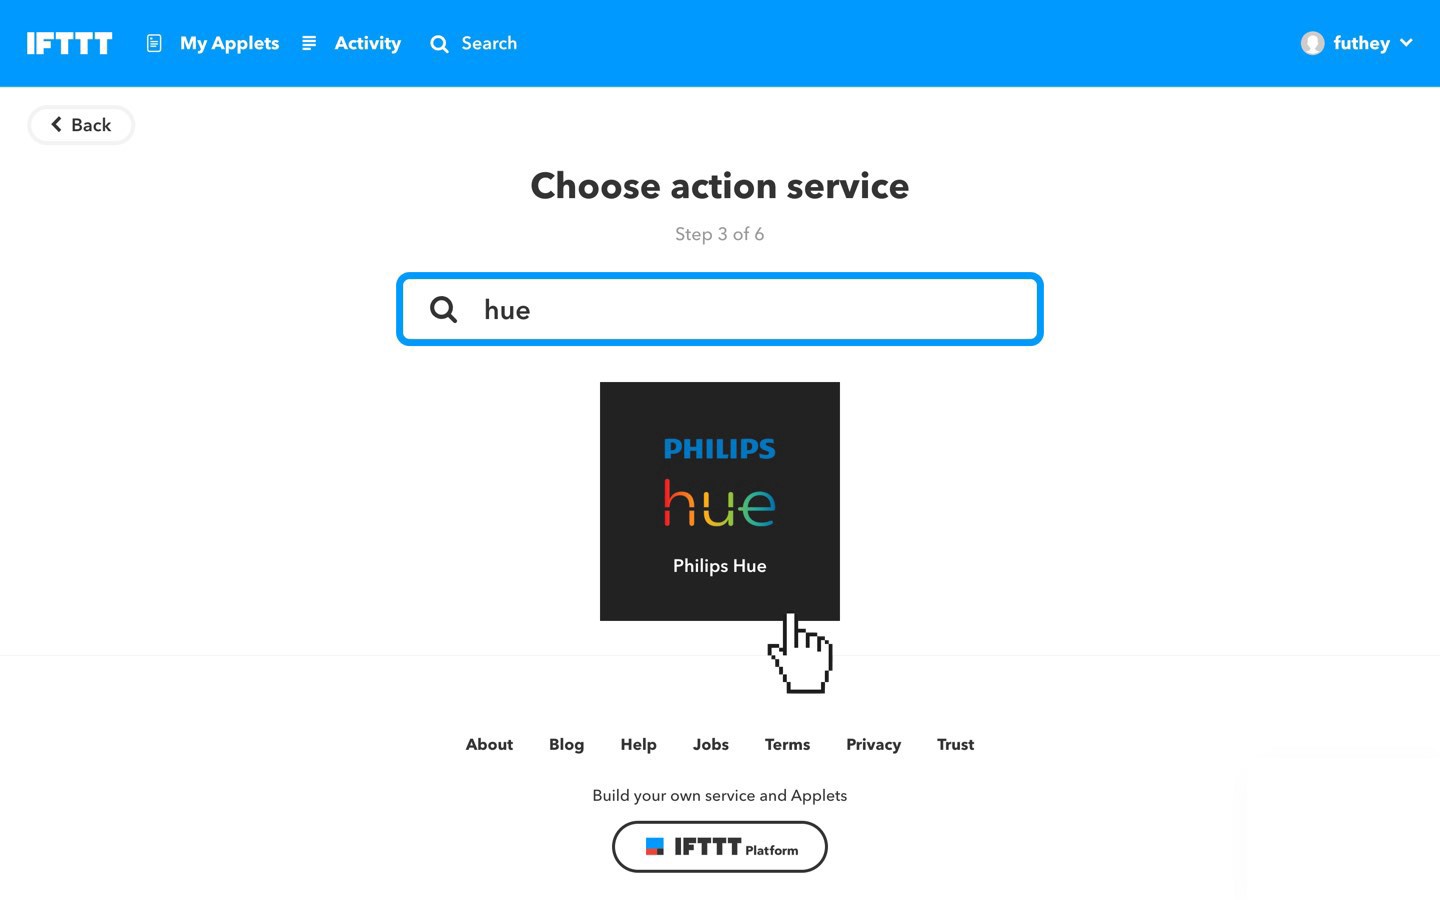 IFTTT My Applets Activity Search futhey
Back
Choose action service
Step 3 of 6
hue
PHILIPS
hue
Philips Hue
About Blog Help Jobs Terms Privacy Trust
Build your own service and Applets
IFTTT Platform